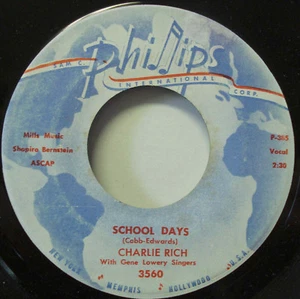 SAM C.
Phillips
INTERNATIONAL
CORP.
Mills Music
Shapiro Bernstein
ASCAP
P-385
Vocal
2:38
SCHOOL DAYS
(Cobb-Edwards)
CHARLIE RICH
With Gene Lowery Singers
3560
NEW YORK
MEMPHIS
HOLLYWOOD
U.S.A.